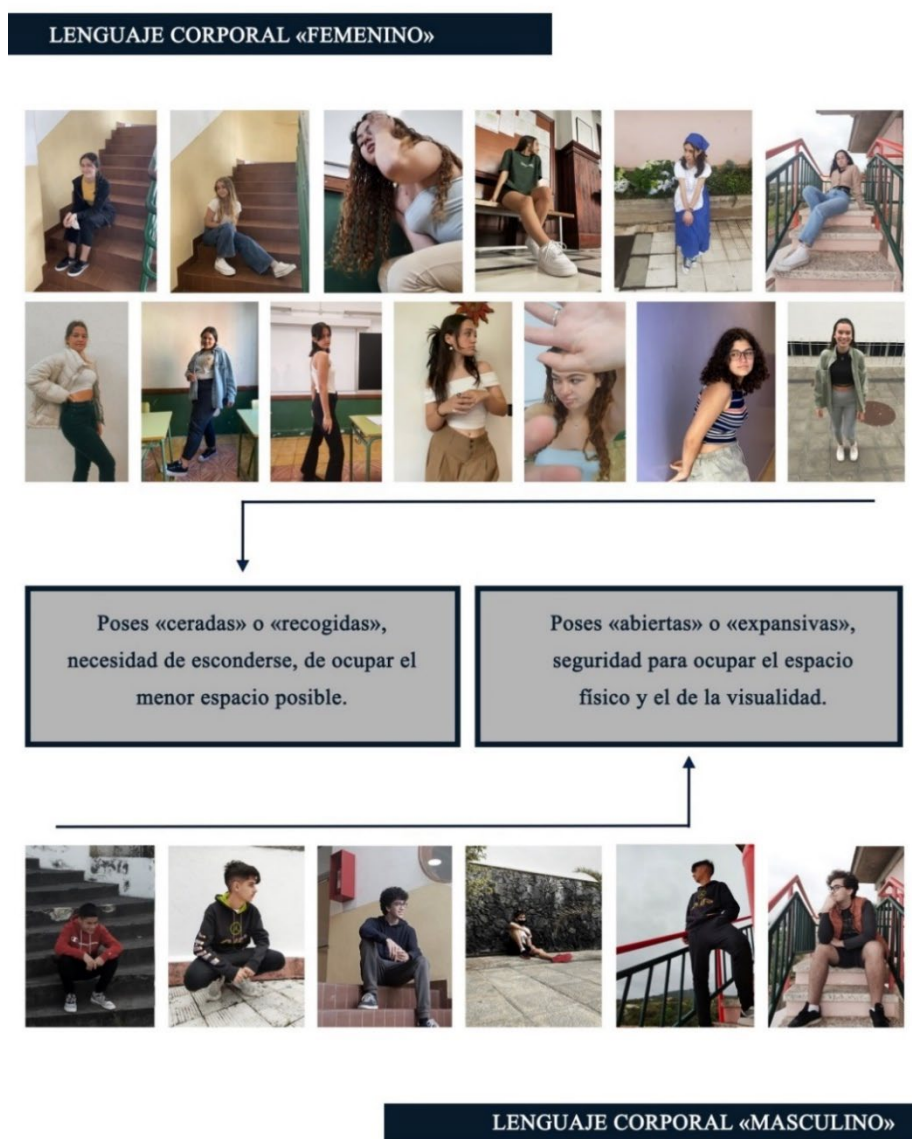 LENGUAJE CORPORAL «FEMENINO»
Poses «ceradas» o «recogidas»,
necesidad de esconderse, de ocupar el
menor espacio posible.
Poses «abiertas» o «expansivas»,
seguridad para ocupar el espacio
físico y el de la visualidad.
LENGUAJE CORPORAL «MASCULINO»